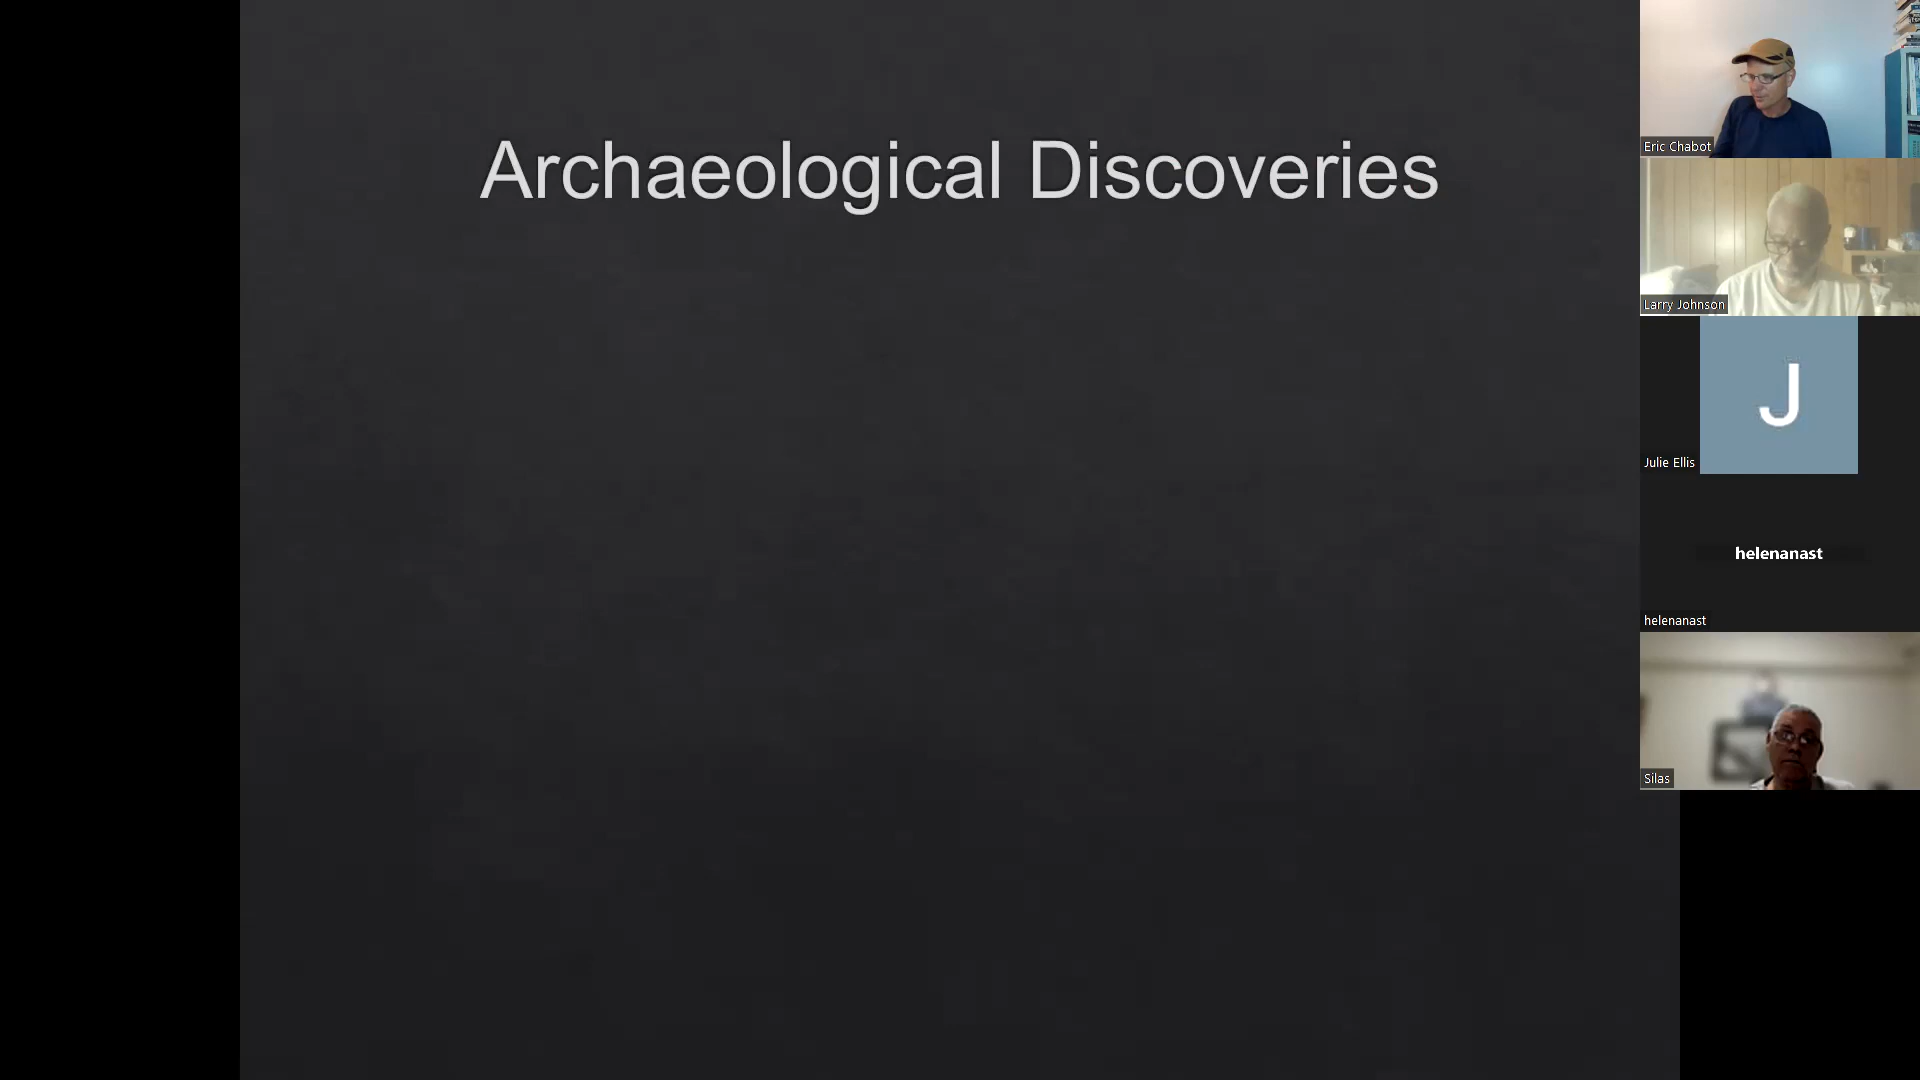 Archaeological Discoveries
Eric Chabot
Larry Johnson
J
Julie Ellis
helenanast
helenanast
Silas